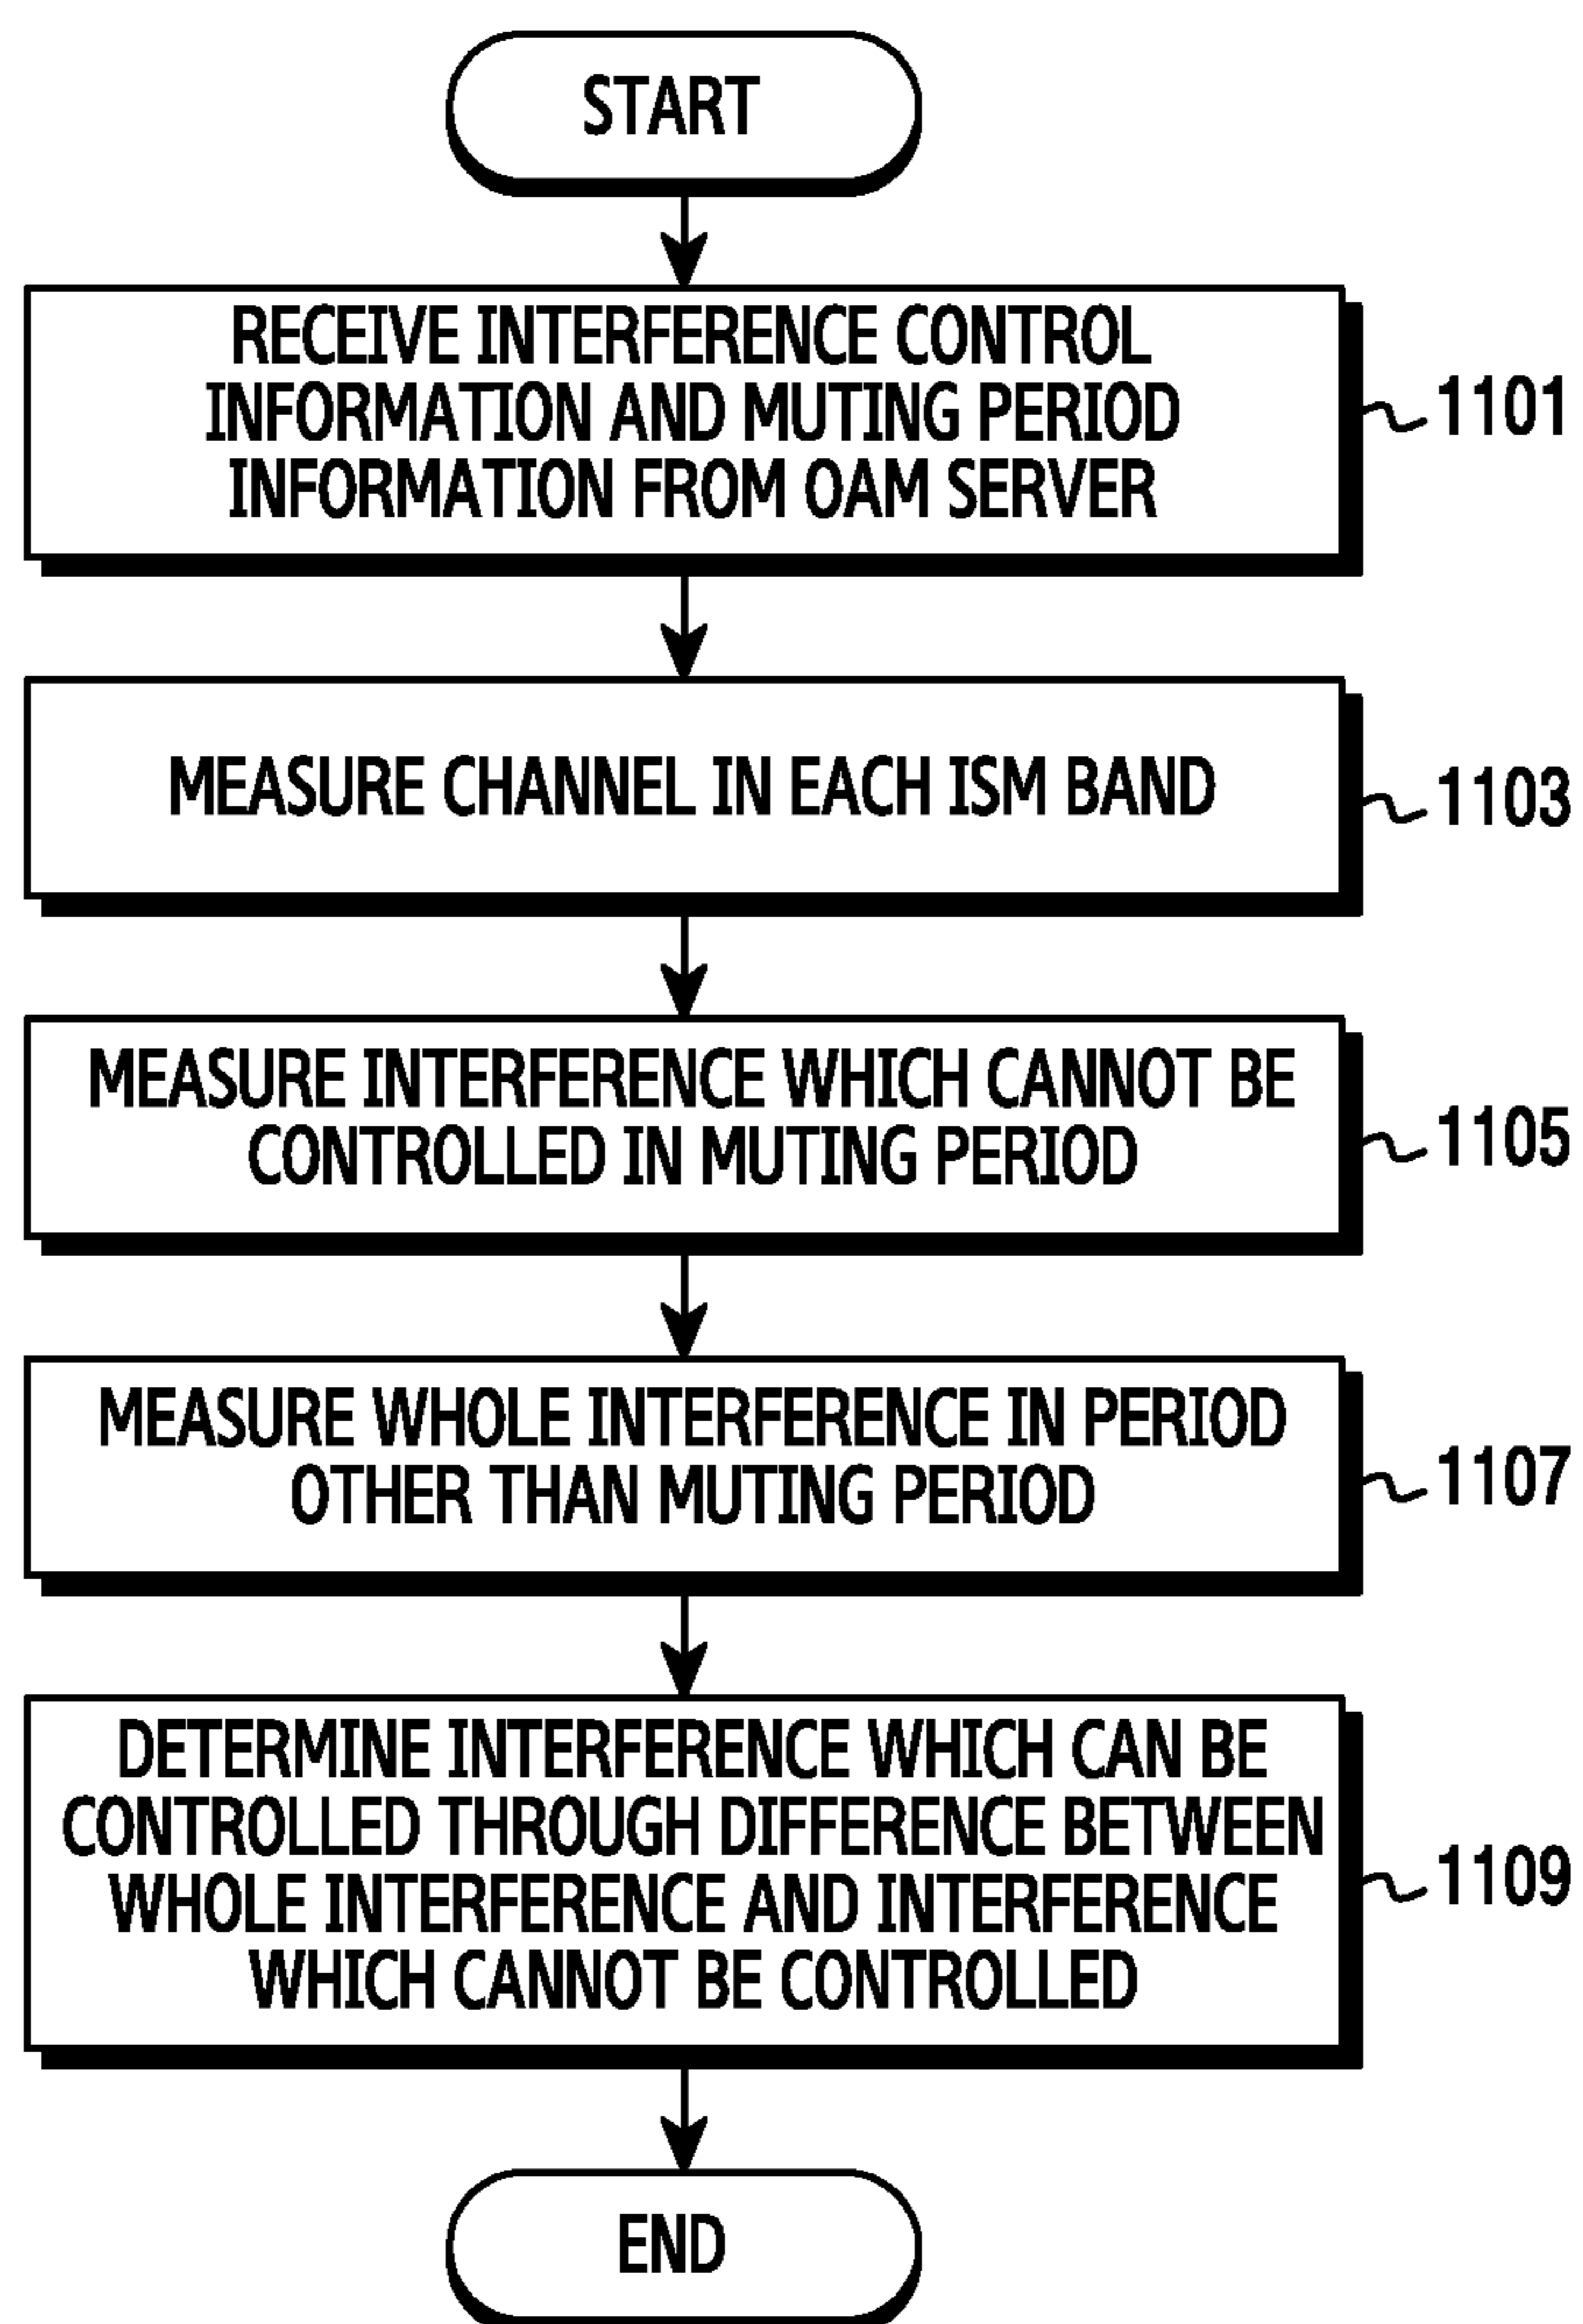 START
RECEIVE INTERFERENCE CONTROL
INFORMATION AND MUTING PERIOD
INFORMATION FROM OAM SERVER
1101
MEASURE CHANNEL IN EACH ISM BAND
1103
MEASURE INTERFERENCE WHICH CANNOT BE
CONTROLLED IN MUTING PERIOD
1105
MEASURE WHOLE INTERFERENCE IN PERIOD
OTHER THAN MUTING PERIOD
1107
DETERMINE INTERFERENCE WHICH CAN BE
CONTROLLED THROUGH DIFFERENCE BETWEEN
WHOLE INTERFERENCE AND INTERFERENCE
WHICH CANNOT BE CONTROLLED
1109
END